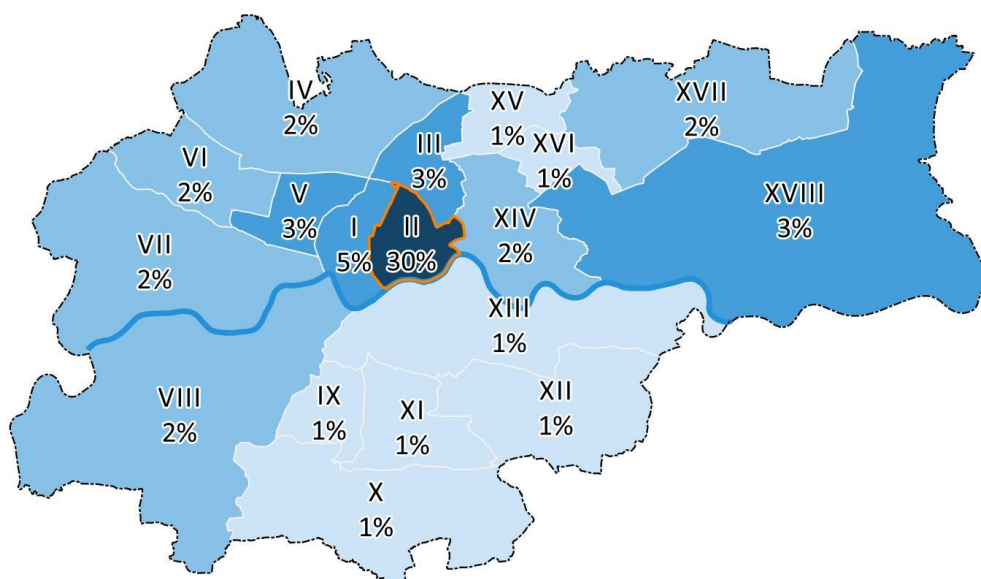 IV
2%
XV
1%
XVII
2%
III
3%
XVI
1%
VI
2%
V
3%
I
5%
II
30%
XIV
2%
XVIII
3%
VII
2%
XIII
1%
VIII
2%
IX
1%
XI
1%
XII
1%
X
1%